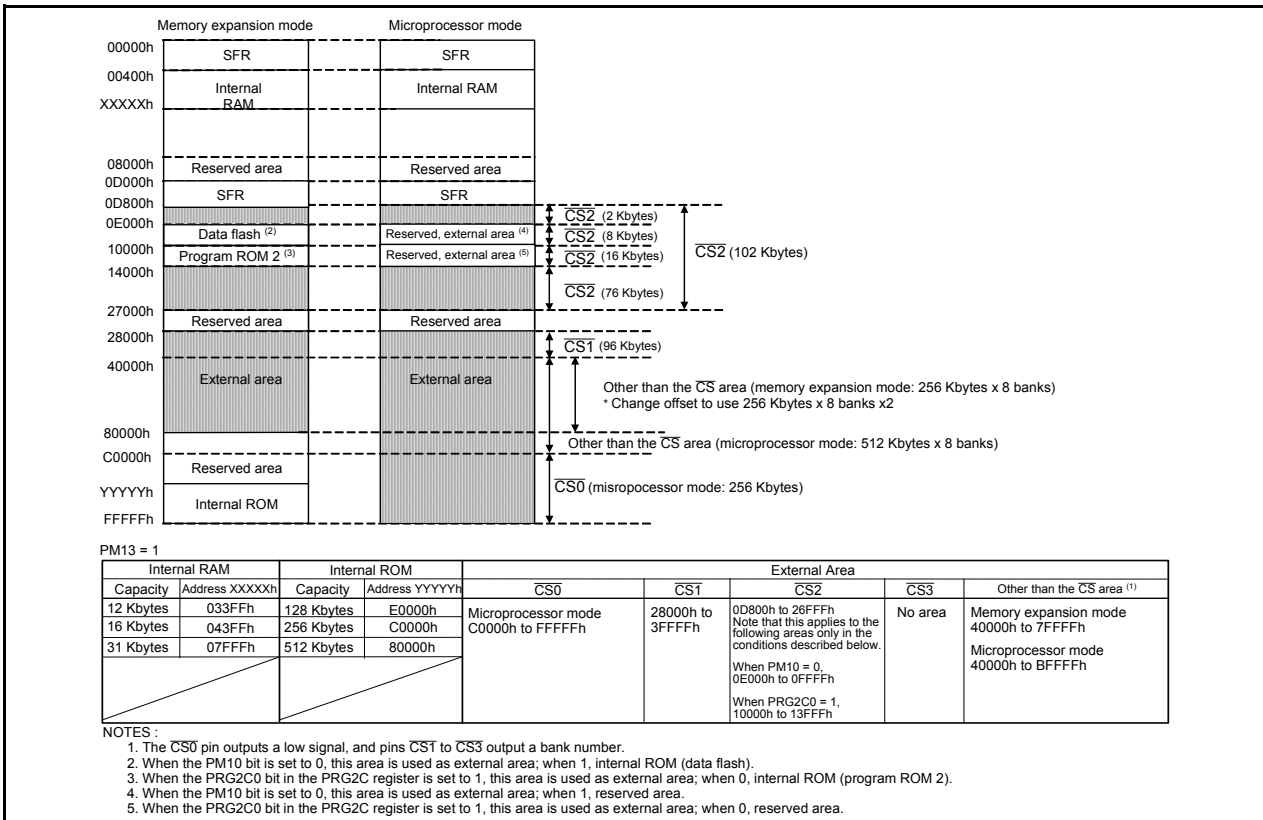 Memory expansion mode
Microprocessor mode
00000h
SFR
SFR
00400h
Internal
RAM
Internal RAM
XXXXXh
08000h
Reserved area
Reserved area
0D000h
SFR
SFR
0D800h
CS2 (2 Kbytes)
0E000h
Data flash (2)
Reserved, external area (4)
CS2 (8 Kbytes)
10000h
Program ROM 2 (3)
Reserved, external area (5)
CS2 (16 Kbytes)
CS2 (102 Kbytes)
14000h
CS2 (76 Kbytes)
27000h
Reserved area
Reserved area
28000h
CS1 (96 Kbytes)
40000h
External area
External area
Other than the CS area (memory expansion mode: 256 Kbytes x 8 banks)
* Change offset to use 256 Kbytes x 8 banks x2
80000h
Other than the CS area (microprocessor mode: 512 Kbytes x 8 banks)
C0000h
Reserved area
CS0 (misropocessor mode: 256 Kbytes)
YYYYYh
Internal ROM
FFFFFh
PM13 = 1
Internal RAM
Internal ROM
External Area
Capacity
Address XXXXXh
Capacity
Address YYYYYh
CS0
CS1
CS2
CS3
Other than the CS area (1)
12 Kbytes
033FFh
128 Kbytes
E0000h
16 Kbytes
043FFh
256 Kbytes
C0000h
31 Kbytes
07FFFh
512 Kbytes
80000h
Microprocessor mode
C0000h to FFFFFh
28000h to
3FFFFh
0D800h to 26FFFh
Note that this applies to the
following areas only in the
conditions described below.
When PM10 = 0,
0E000h to 0FFFFh
When PRG2C0 = 1,
10000h to 13FFFh
No area
Memory expansion mode
40000h to 7FFFFh
Microprocessor mode
40000h to BFFFFh
NOTES :
1. The CS0 pin outputs a low signal, and pins CS1 to CS3 output a bank number.
2. When the PM10 bit is set to 0, this area is used as external area; when 1, internal ROM (data flash).
3. When the PRG2C0 bit in the PRG2C register is set to 1, this area is used as external area; when 0, internal ROM (program ROM 2).
4. When the PM10 bit is set to 0, this area is used as external area; when 1, reserved area.
5. When the PRG2C0 bit in the PRG2C register is set to 1, this area is used as external area; when 0, reserved area.